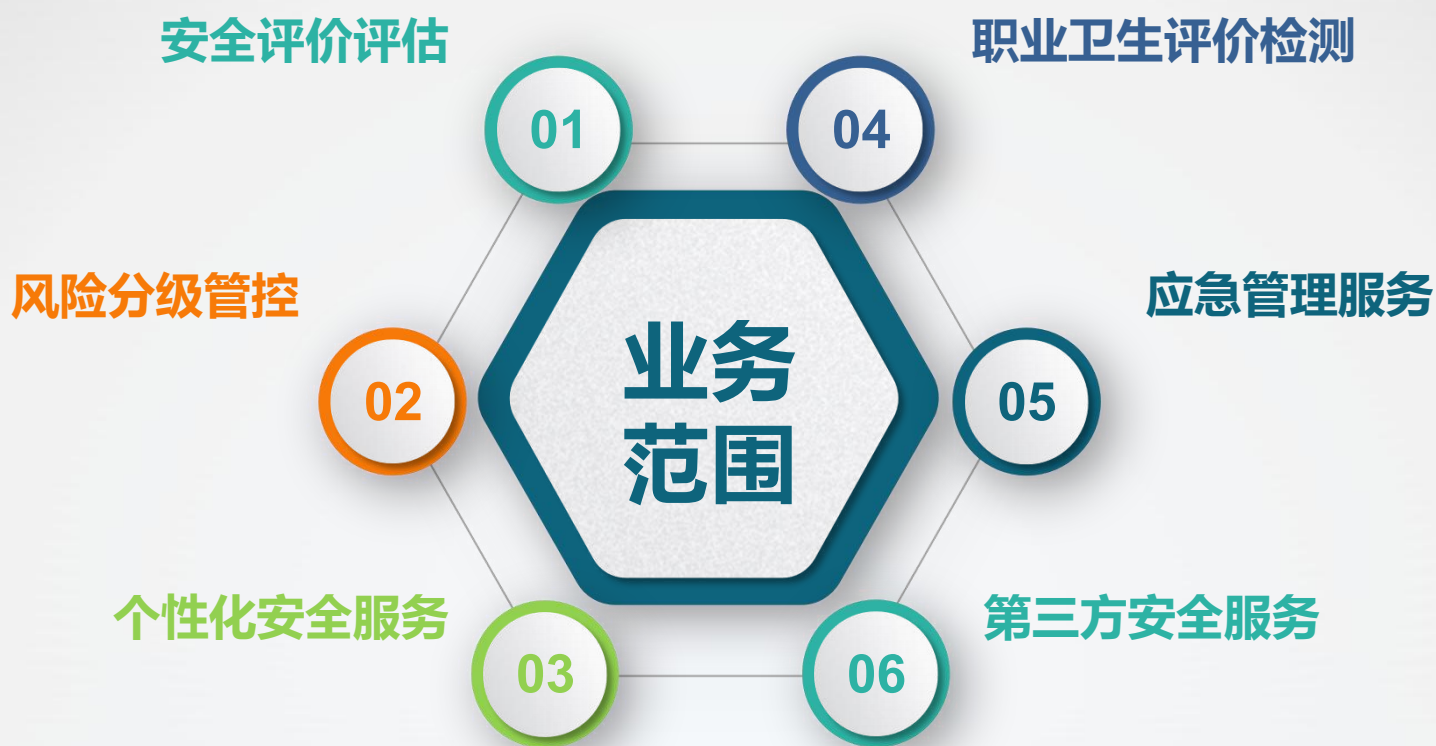 安全评价评估
01
风险分级管控
02
个性化安全服务
03
业务
范围
职业卫生评价检测
04
应急管理服务
05
第三方安全服务
06